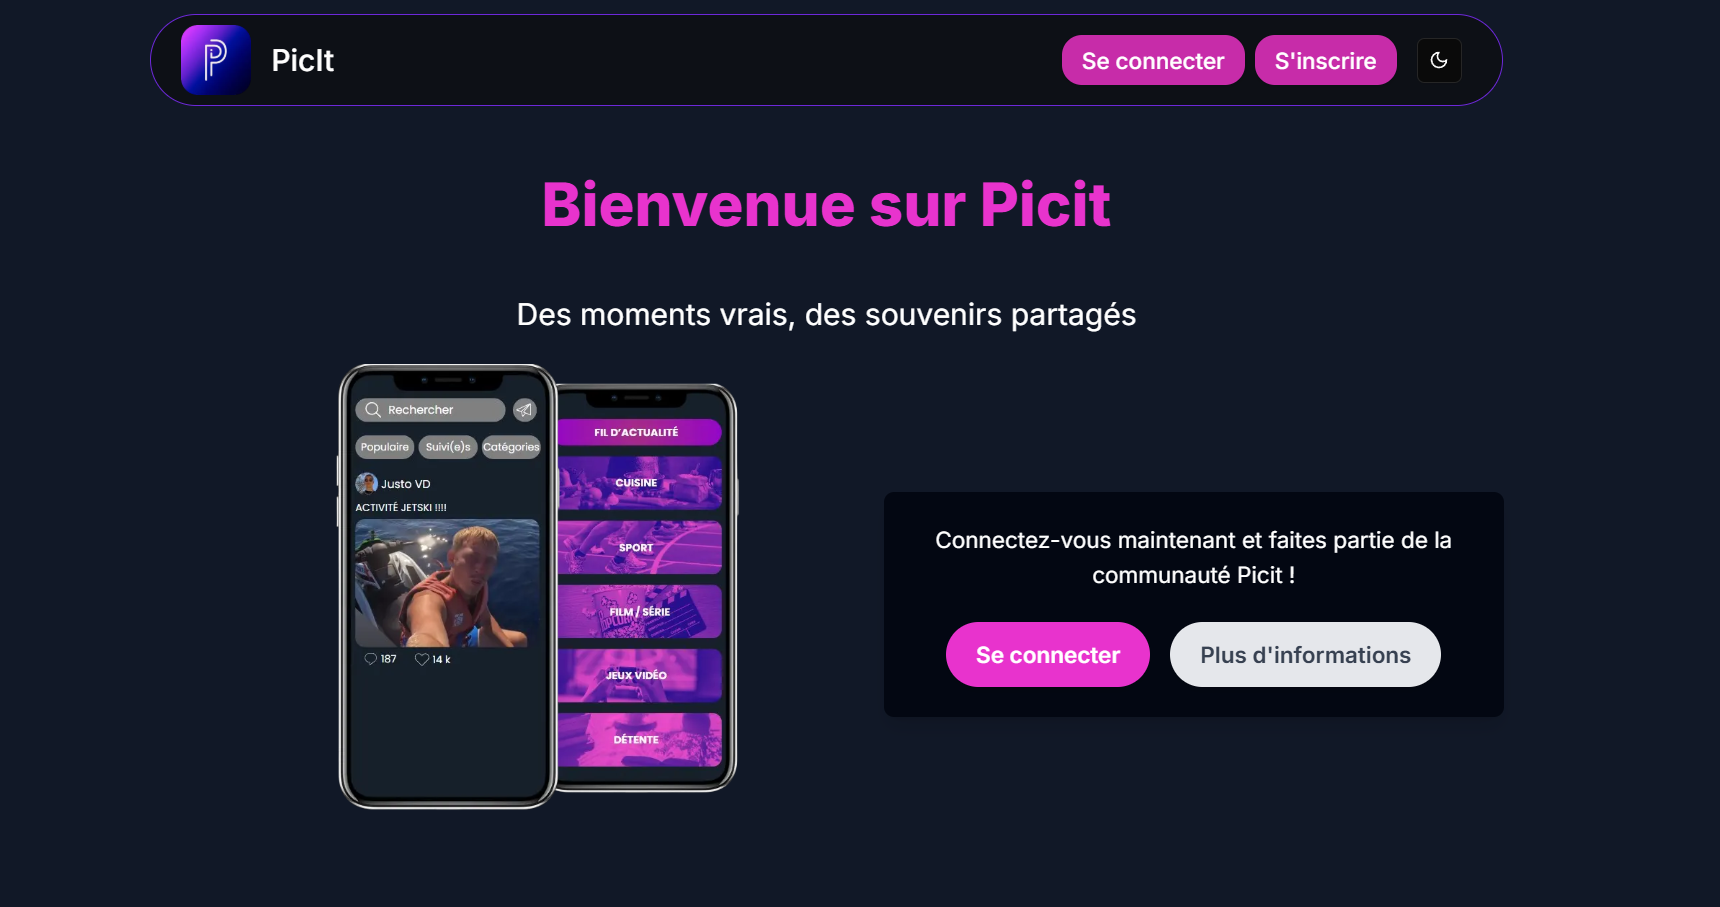 PicIt
Se connecter
S'inscrire
Bienvenue sur Picit
Des moments vrais, des souvenirs partagés
Rechercher
Populaire
Suivi(e)s
Catégories
Justo VD
ACTIVITÉ JETSKI !!!!
187
14 k
FIL D'ACTUALITÉ
CUISINE
SPORT
FILM / SÉRIE
JEUX VIDÉO
DÉTENTE
Connectez-vous maintenant et faites partie de la
communauté Picit !
Se connecter
Plus d'informations